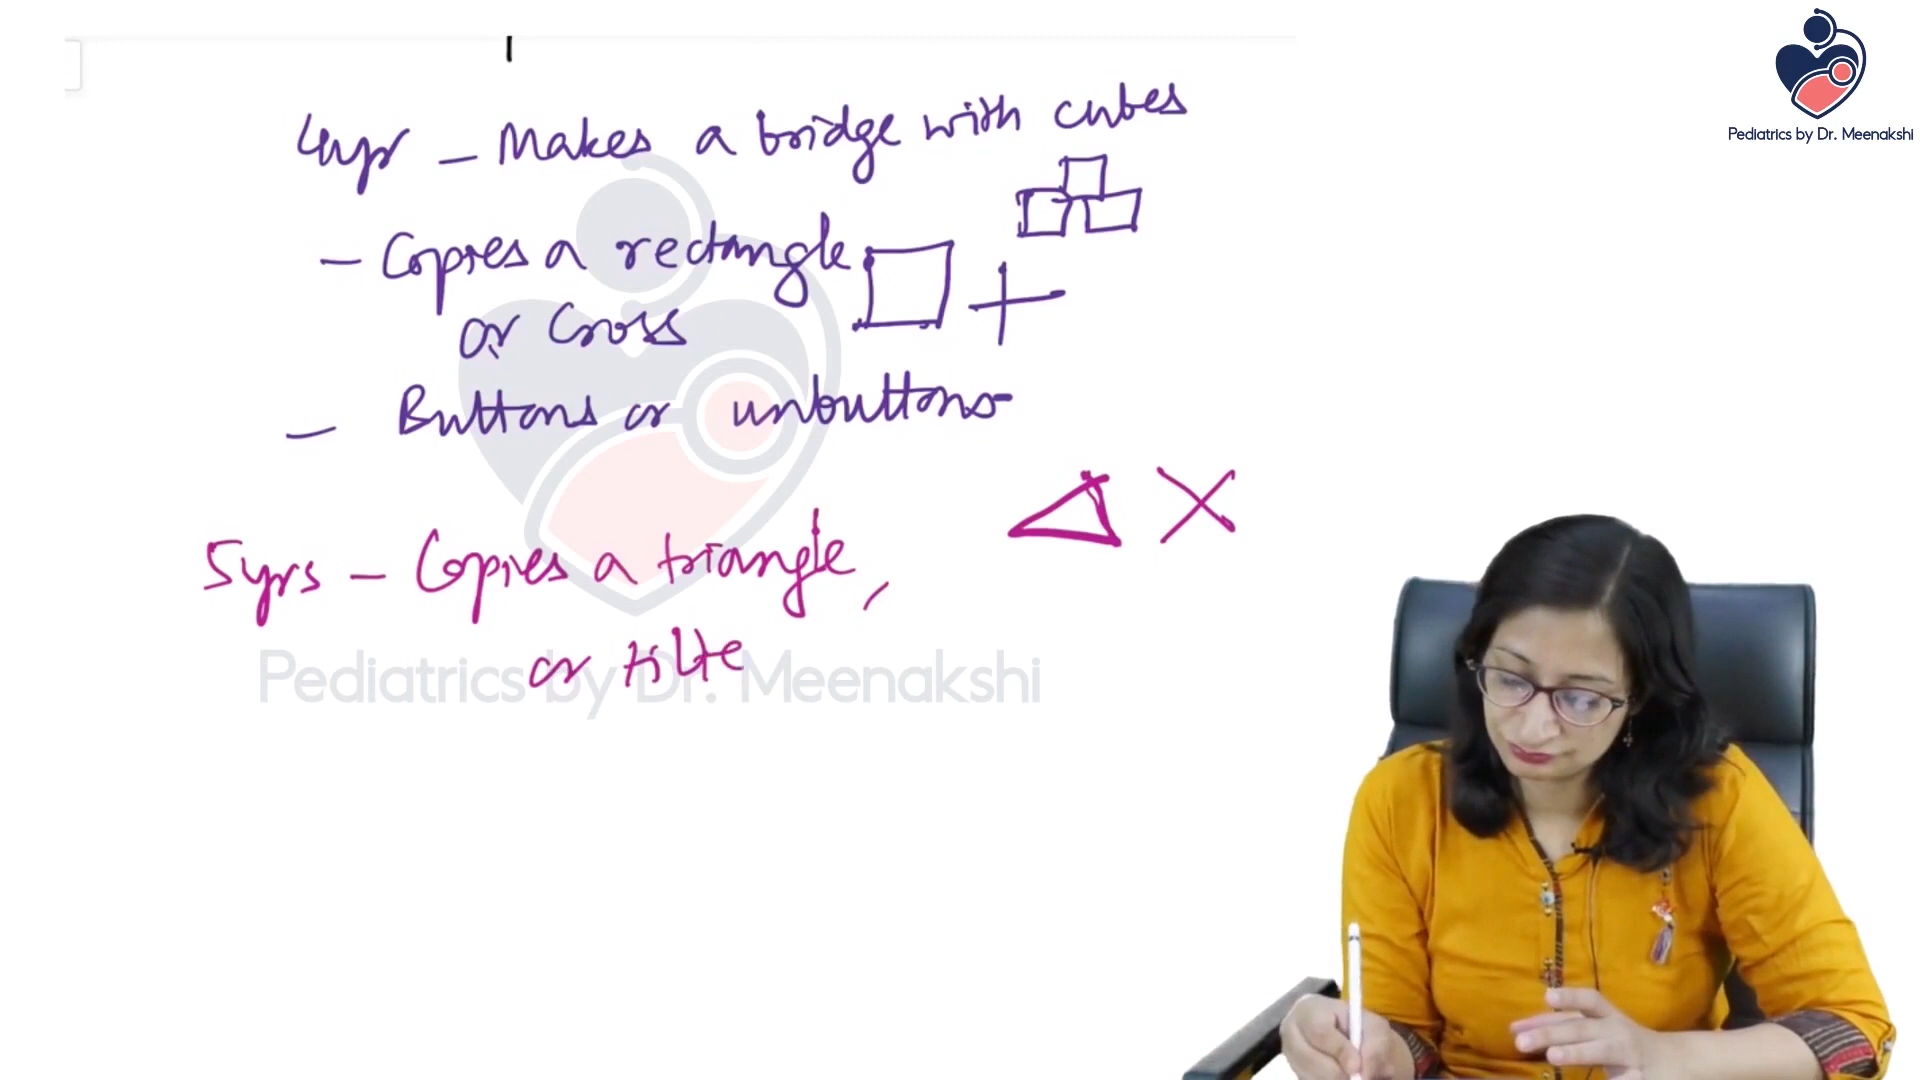 Pediatrics by Dr. Meenakshi
4yr – Makes a bridge with cubes
– Copies a rectangle
or Cross
– Buttons or unbuttons
5yrs – Copies a triangle,
or tilte
Pediatrics by Dr. Meenakshi